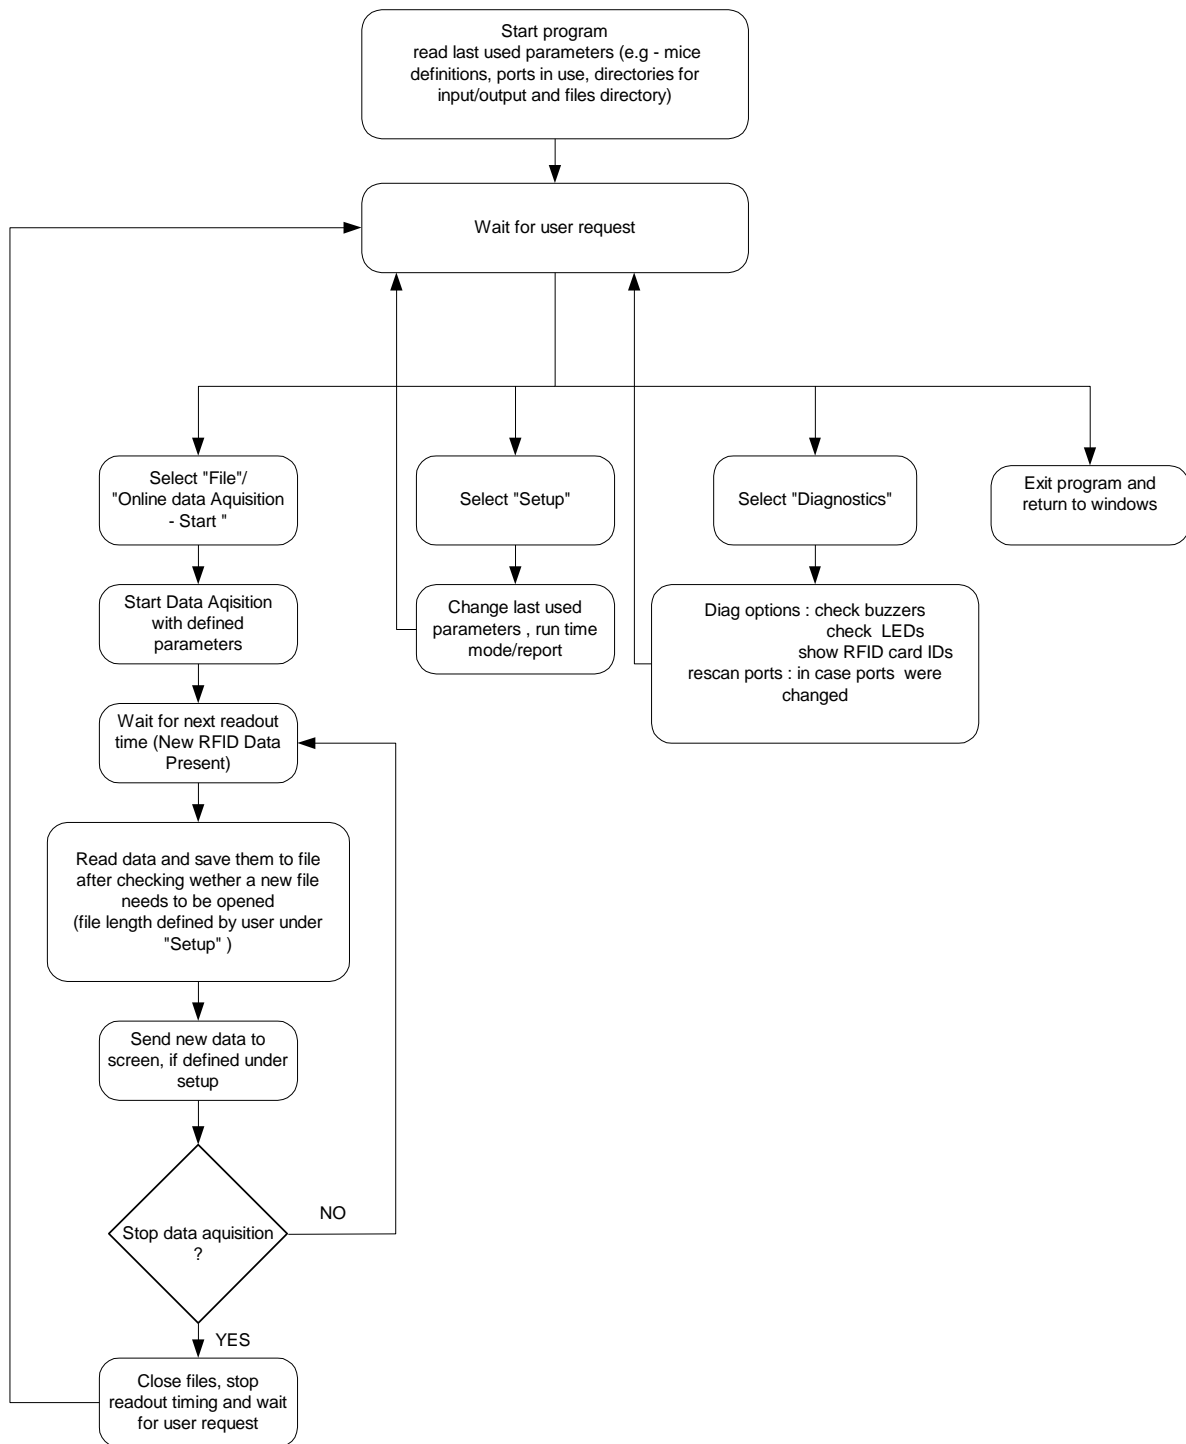 Start program
read last used parameters (e.g - mice
definitions, ports in use, directories for
input/output and files directory)
Wait for user request
Select "File"/
"Online data Aquisition
- Start "
Select "Setup"
Select "Diagnostics"
Exit program and
return to windows
Start Data Aqisition
with defined
parameters
Change last used
parameters , run time
mode/report
Diag options : check buzzers
check LEDs
show RFID card IDs
rescan ports : in case ports were
changed
Wait for next readout
time (New RFID Data
Present)
Read data and save them to file
after checking wether a new file
needs to be opened
(file length defined by user under
"Setup" )
Send new data to
screen, if defined under
setup
Stop data aquisition
?
NO
YES
Close files, stop
readout timing and wait
for user request